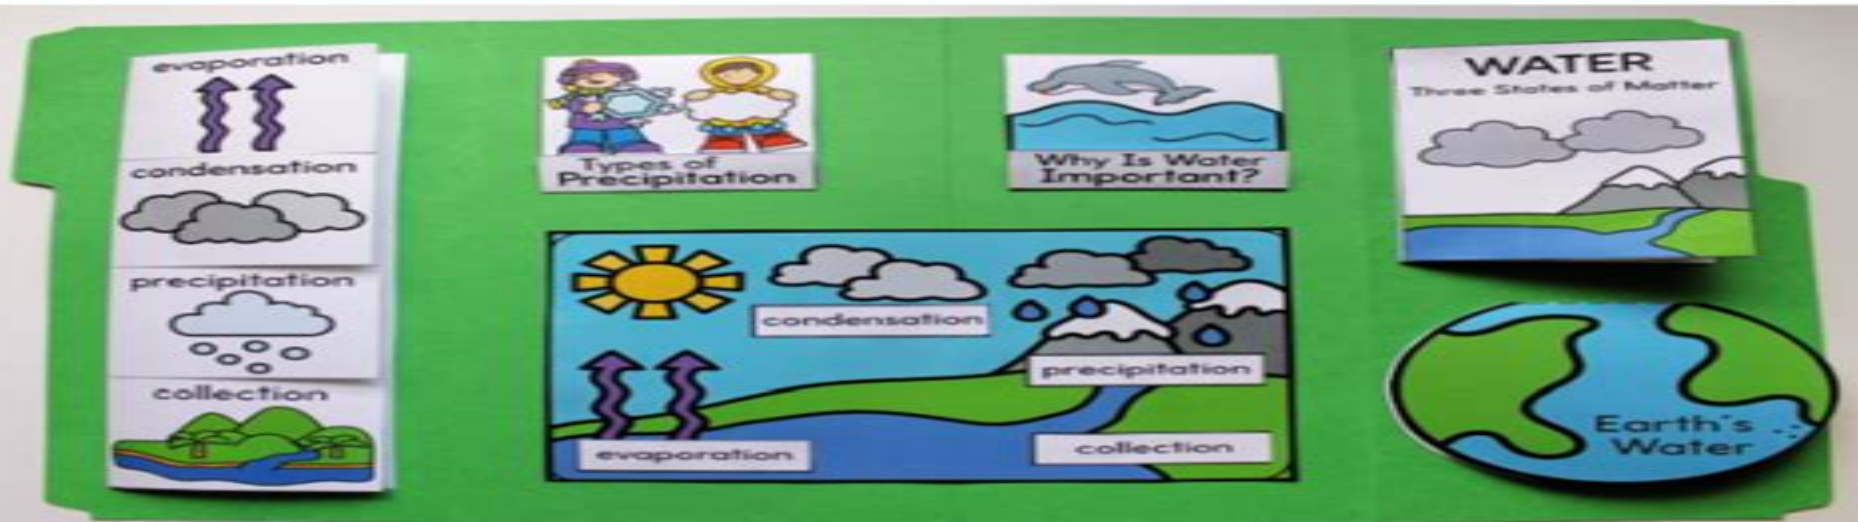 evaporation
condensation
precipitation
collection
Types of
Precipitation
Why Is Water
Important?
WATER
Three States of Matter
condensation
precipitation
evaporation
collection
Earth's
Water